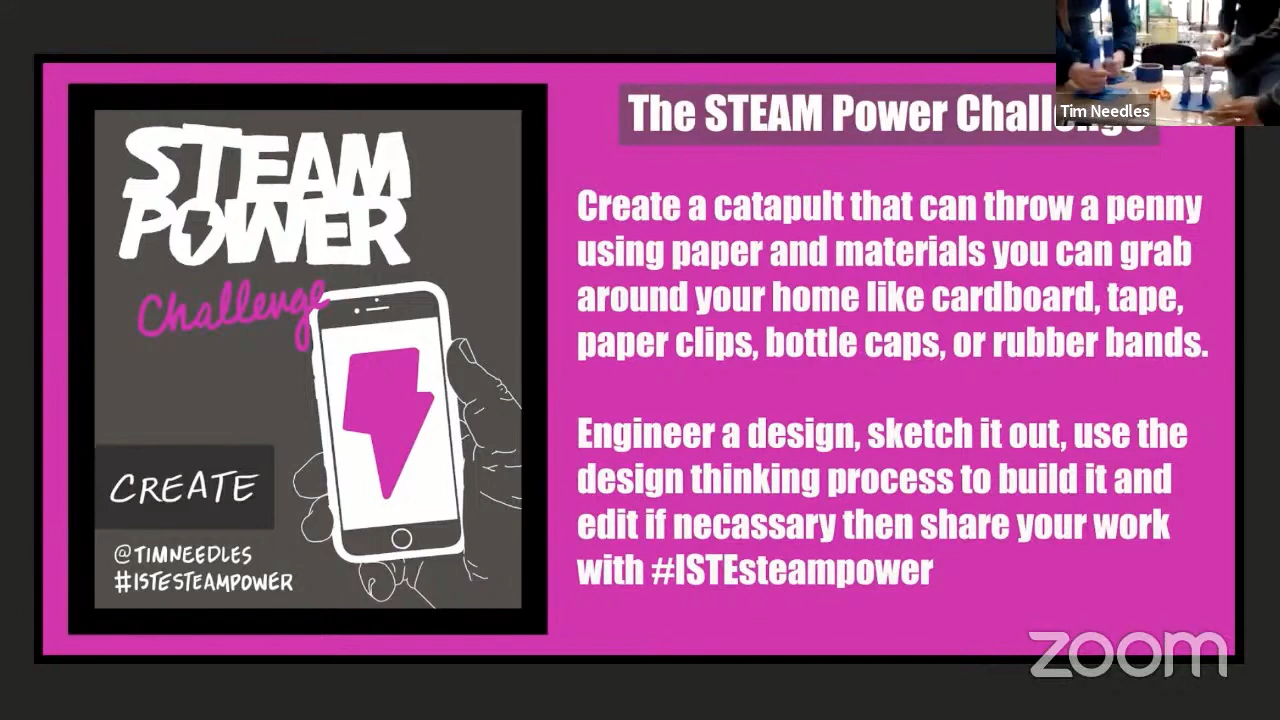 STEAM
POWER
Challenge
CREATE
@TIMNEEDLES
#ISTESTEAMPOWER
The STEAM Power Challenge
Tim Needles
Create a catapult that can throw a penny
using paper and materials you can grab
around your home like cardboard, tape,
paper clips, bottle caps, or rubber bands.
Engineer a design, sketch it out, use the
design thinking process to build it and
edit if necassary then share your work
with #ISTEsteampower
zoom